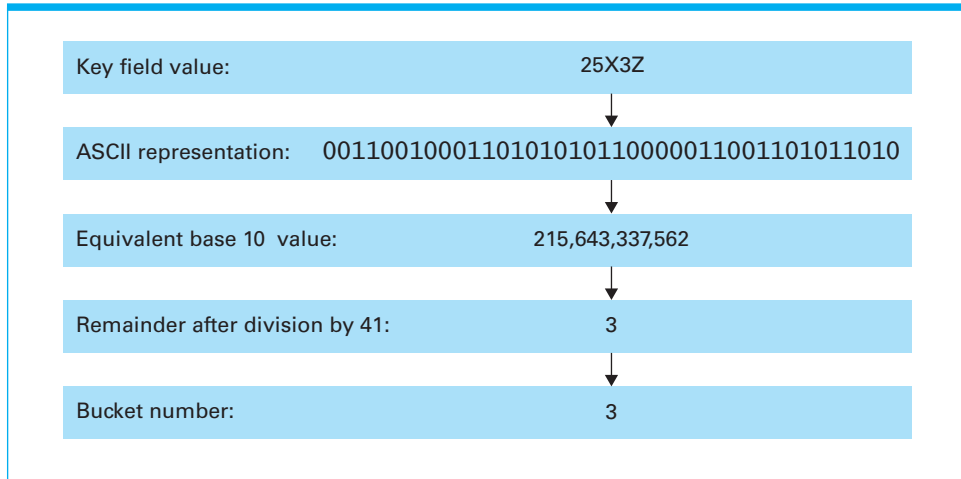 Key field value: 25X3Z
ASCII representation: 0011001000110101010110000011001101011010
Equivalent base 10 value: 215,643,337,562
Remainder after division by 41: 3
Bucket number: 3